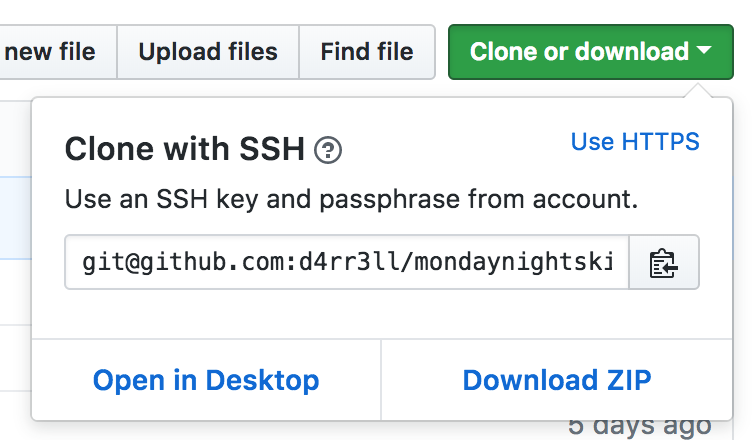 new file Upload files Find file Clone or download
Clone with SSH ? Use HTTPS
Use an SSH key and passphrase from account.
git@github.com:d4rr3ll/mondaynightski
Open in Desktop Download ZIP
5 days ago